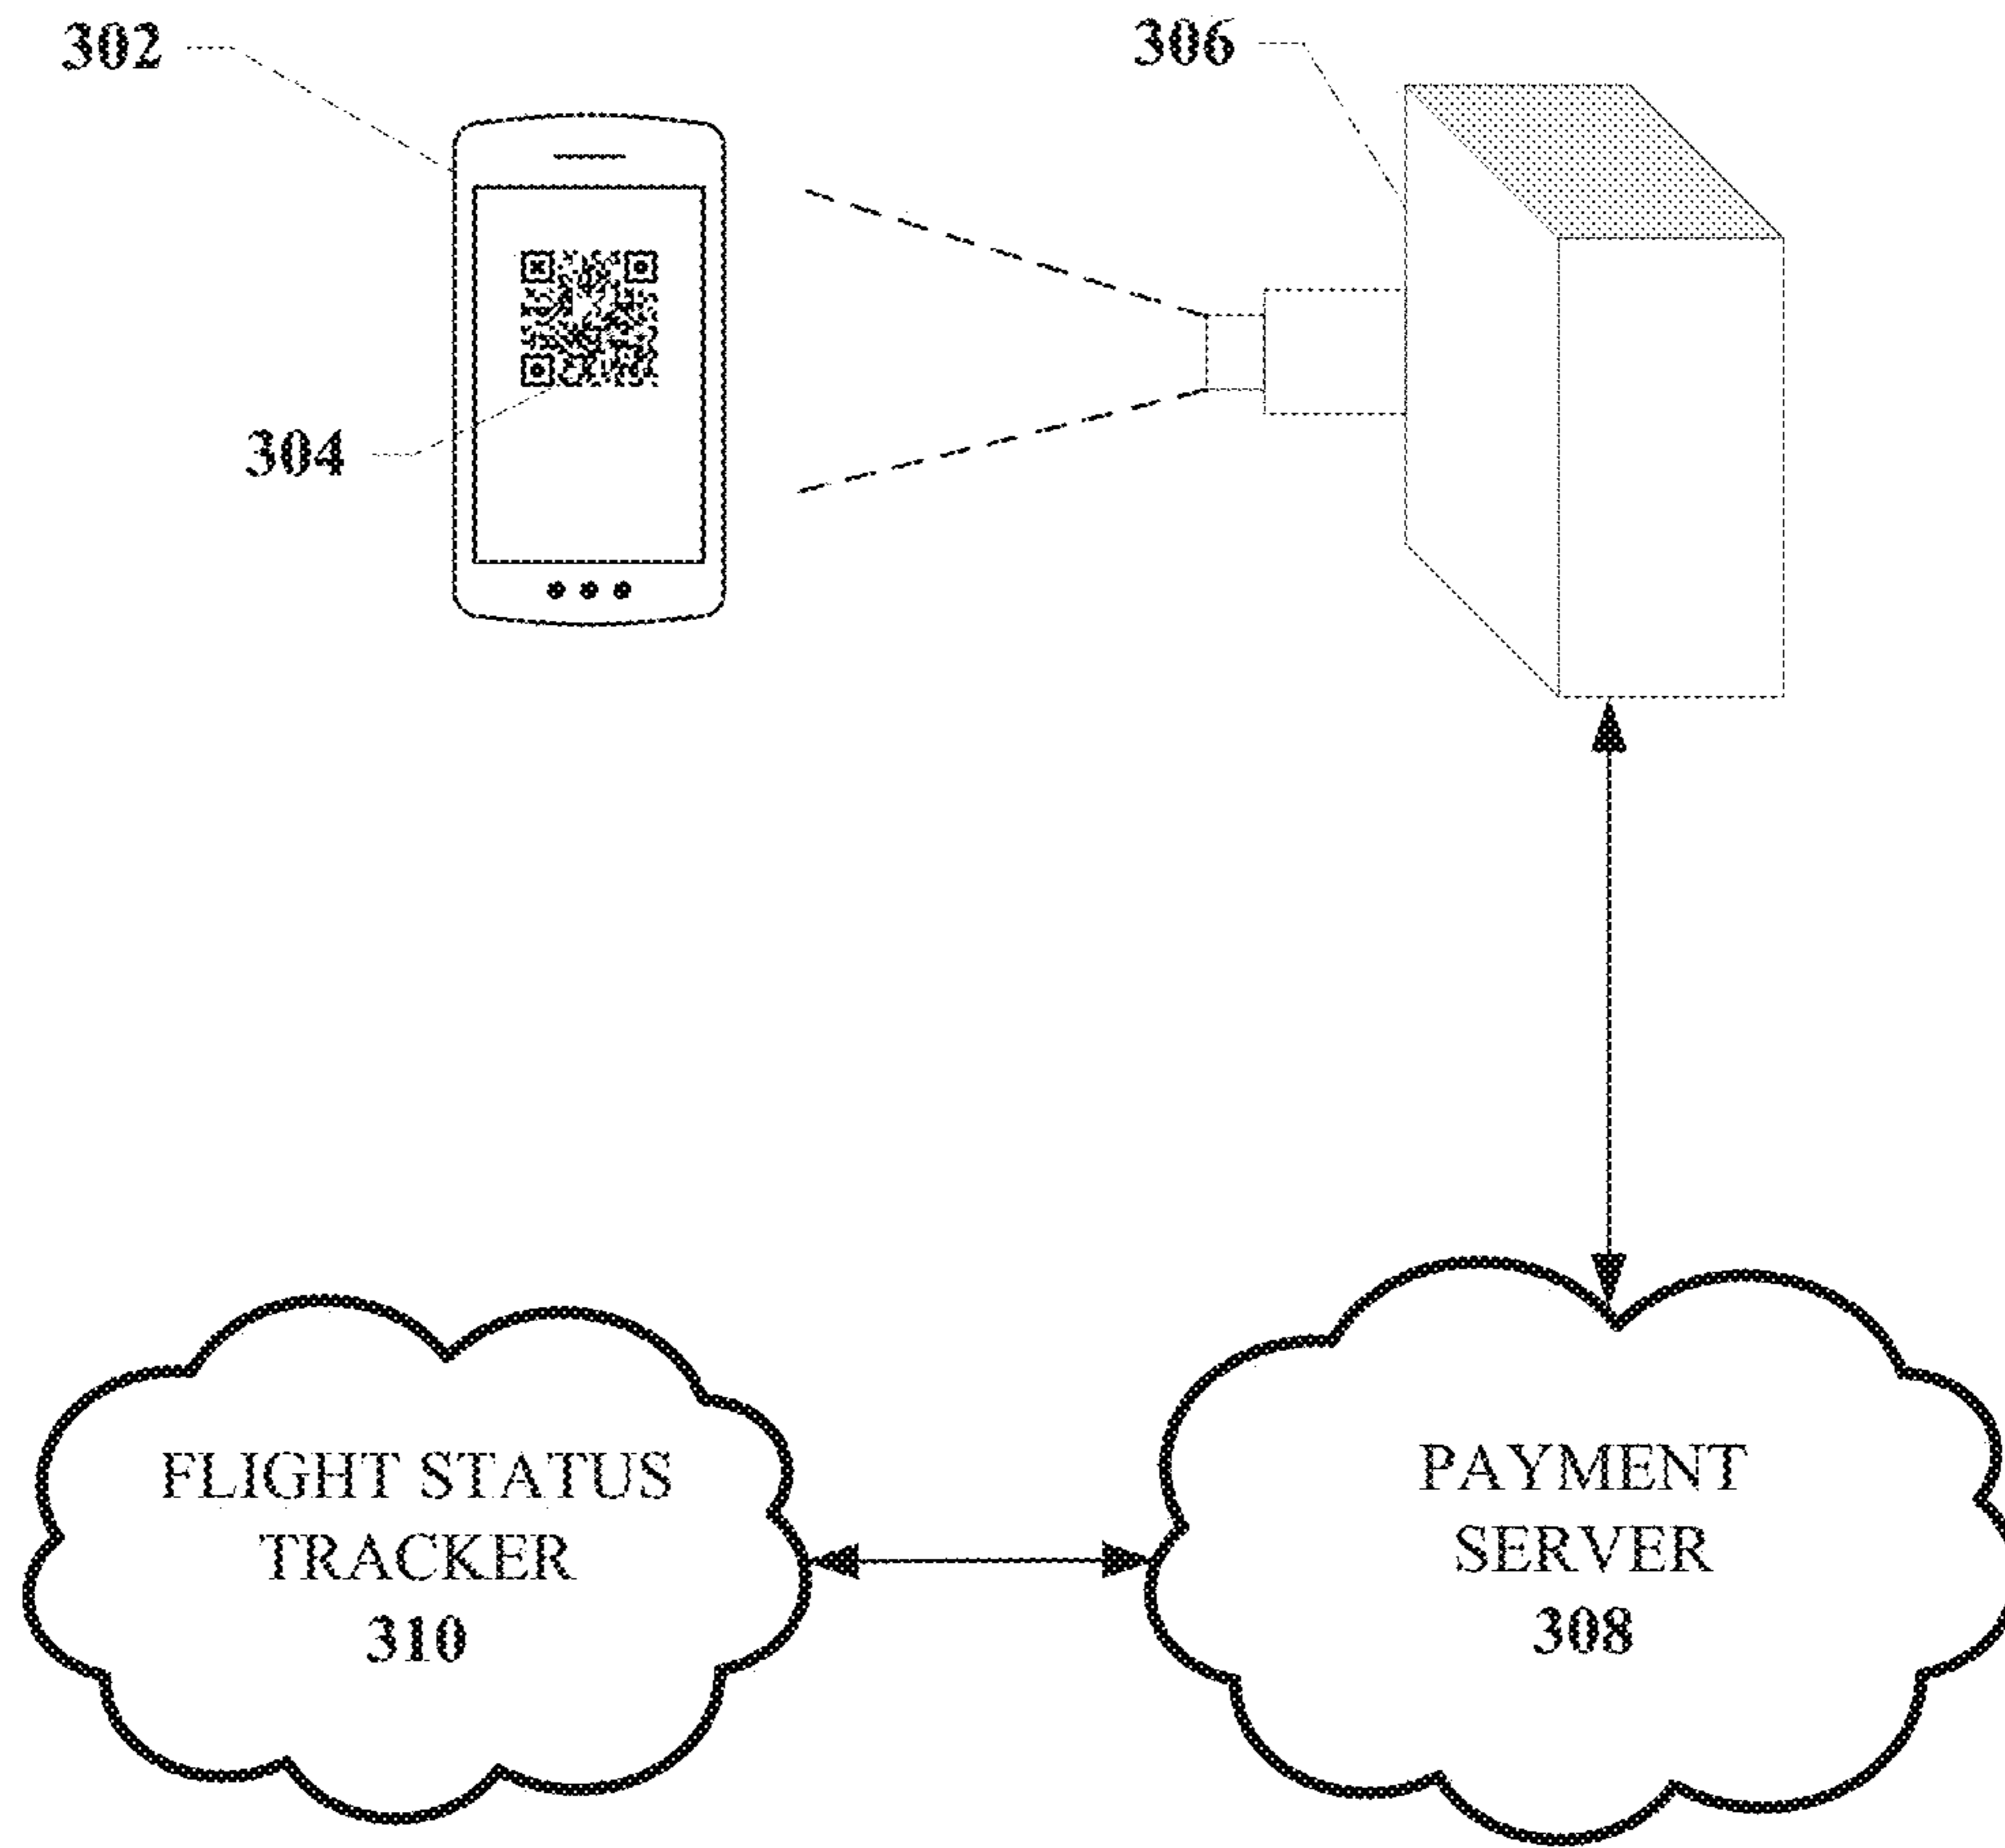 302
306
304
FLIGHT STATUS
TRACKER
310
PAYMENT
SERVER
308